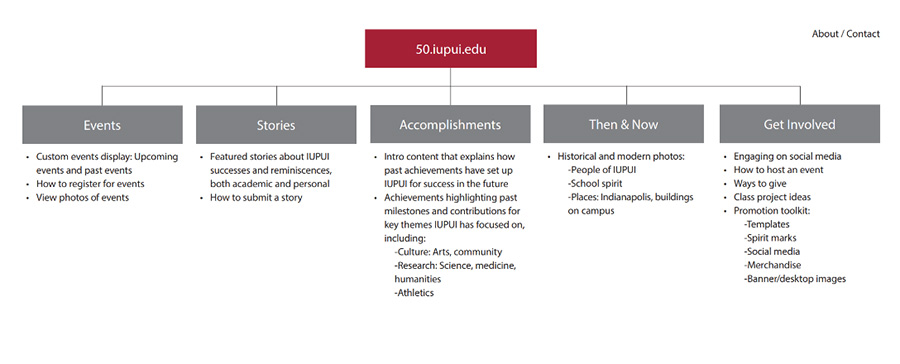 About / Contact
50.iupui.edu
Events
• Custom events display: Upcoming
events and past events
• How to register for events
• View photos of events
Stories
• Featured stories about IUPUI
successes and reminiscences,
both academic and personal
• How to submit a story
Accomplishments
• Intro content that explains how
past achievements have set up
IUPUI for success in the future
• Achievements highlighting past
milestones and contributions for
key themes IUPUI has focused on,
including:
-Culture: Arts, community
-Research: Science, medicine,
humanities
-Athletics
Then & Now
• Historical and modern photos:
-People of IUPUI
-School spirit
-Places: Indianapolis, buildings
on campus
Get Involved
• Engaging on social media
• How to host an event
• Ways to give
• Class project ideas
• Promotion toolkit:
-Templates
-Spirit marks
-Social media
-Merchandise
-Banner/desktop images